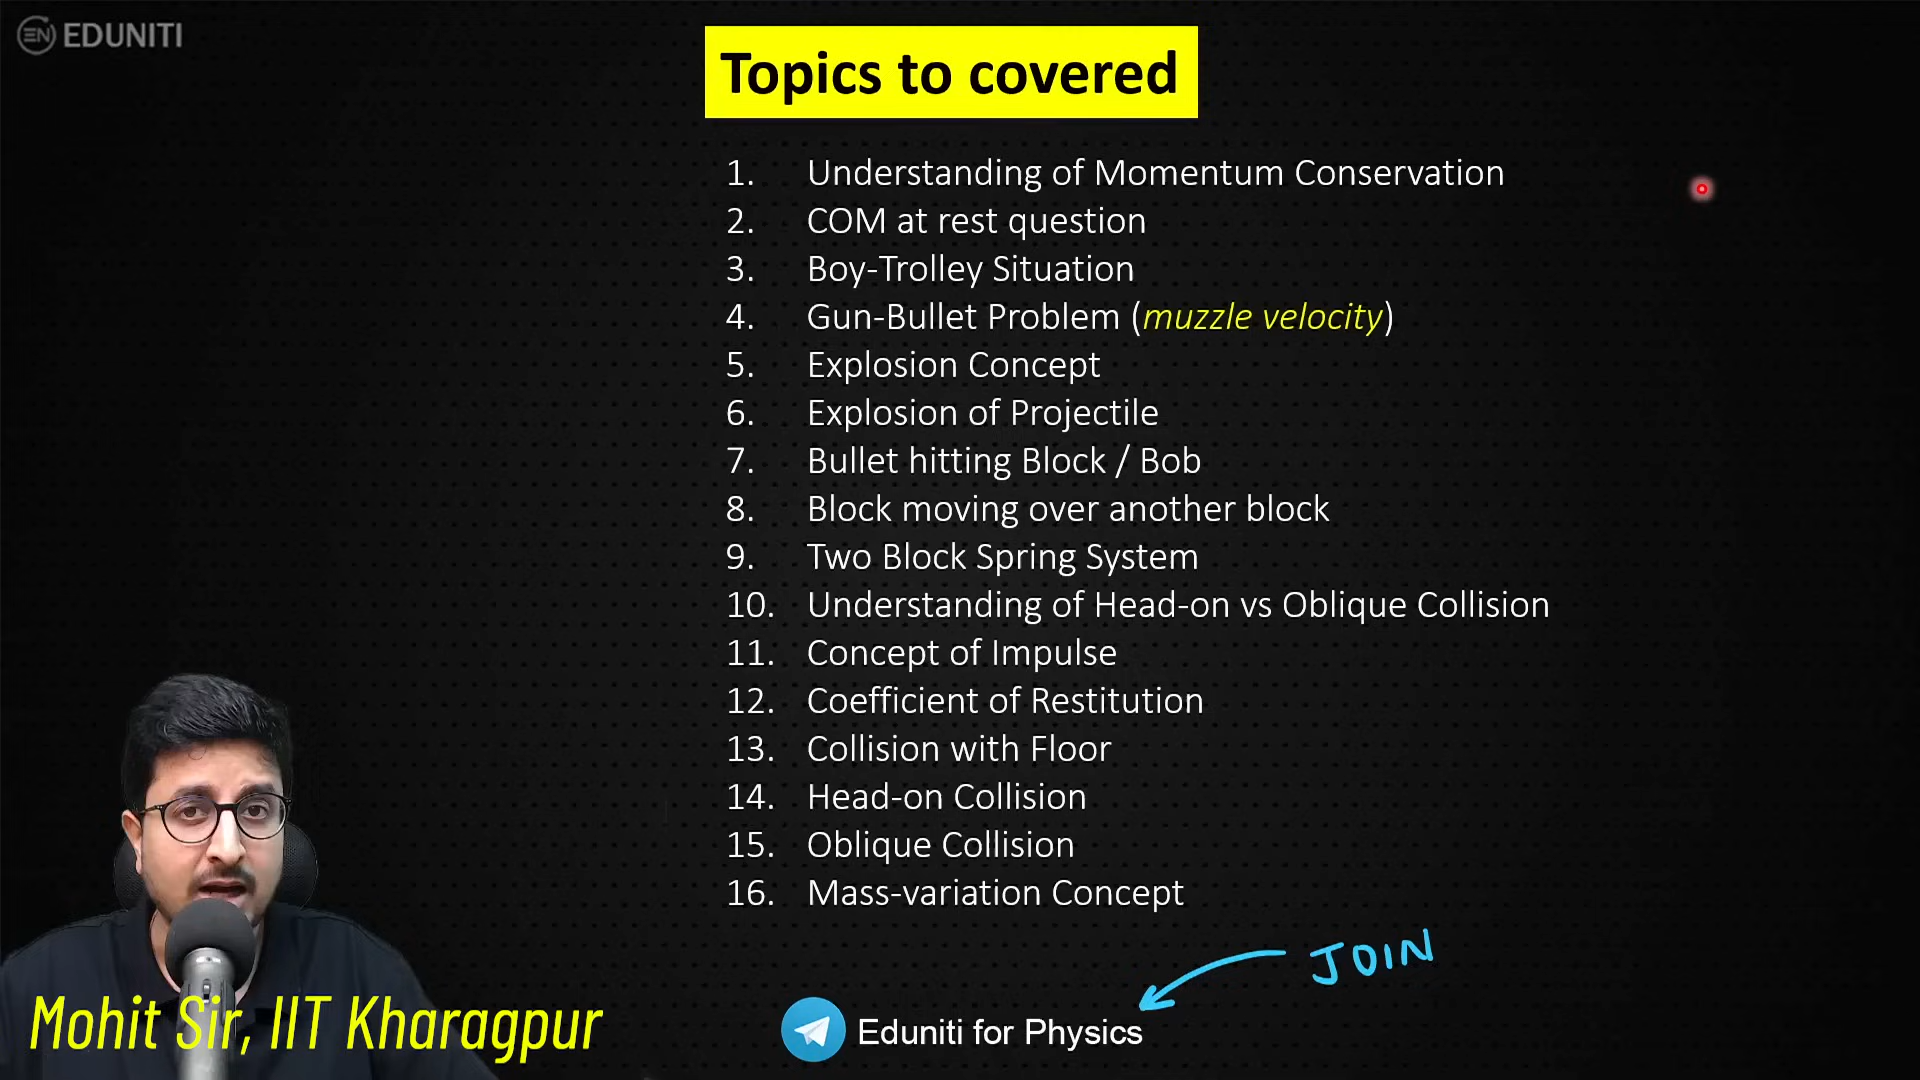 EN EDUNITI
Topics to covered
1. Understanding of Momentum Conservation
2. COM at rest question
3. Boy-Trolley Situation
4. Gun-Bullet Problem (muzzle velocity)
5. Explosion Concept
6. Explosion of Projectile
7. Bullet hitting Block / Bob
8. Block moving over another block
9. Two Block Spring System
10. Understanding of Head-on vs Oblique Collision
11. Concept of Impulse
12. Coefficient of Restitution
13. Collision with Floor
14. Head-on Collision
15. Oblique Collision
16. Mass-variation Concept
JOIN
Mohit Sir, IIT Kharagpur
Eduniti for Physics